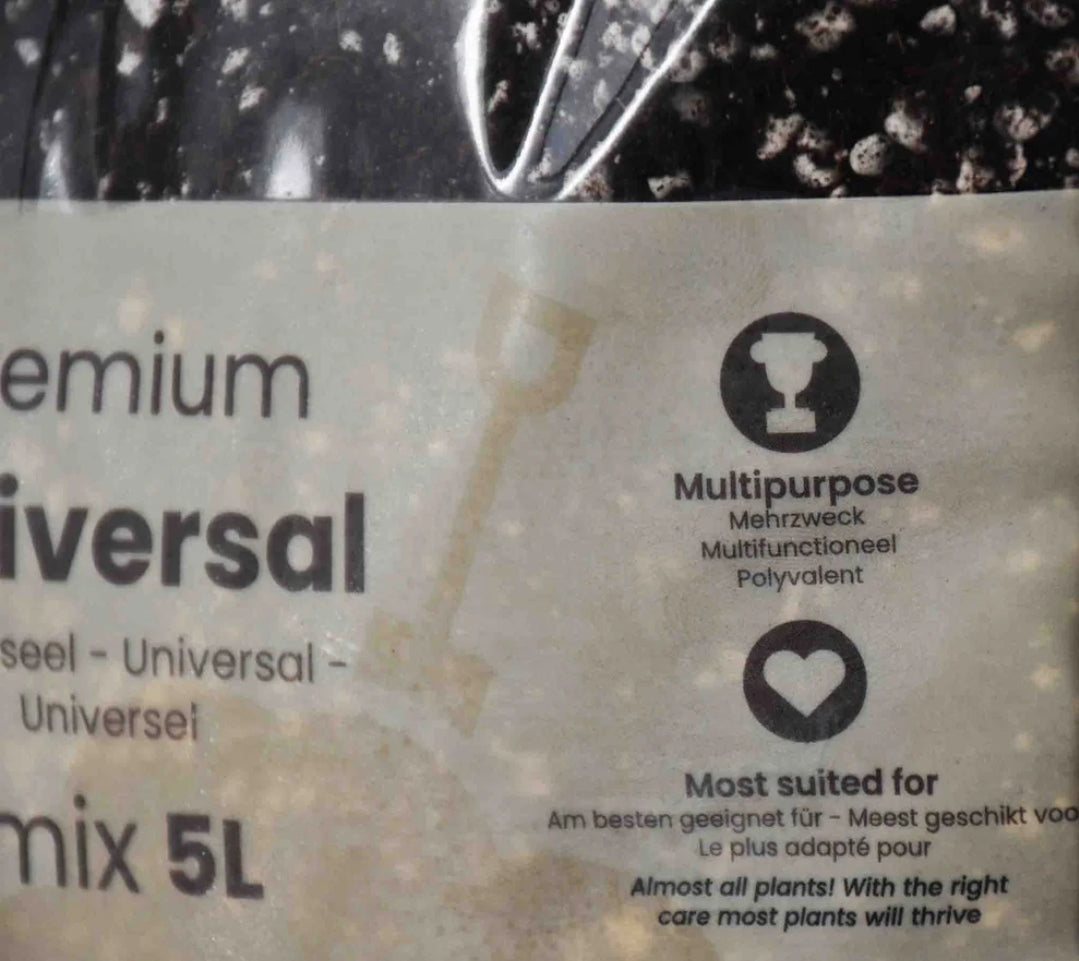 emium
iversal
seel - Universal -
Universel
mix 5L
Multipurpose
Mehrzweck
Multifunctioneel
Polyvalent
Most suited for
Am besten geeignet für - Meest geschikt voo
Le plus adapté pour
Almost all plants! With the right
care most plants will thrive